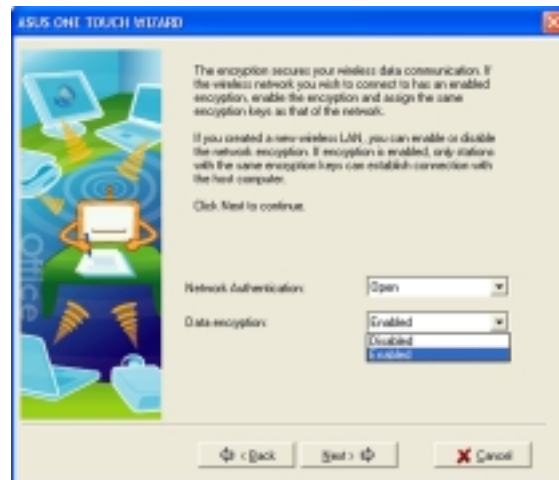 ASUS ONE TOUCH WIZARD
The encryption secures your wireless data communication. If
the wireless network you wish to connect to has an enabled
encryption, enable the encryption and assign the same
encryption keys as that of the network.
If you created a new wireless LAN, you can enable or disable
the network encryption. If encryption is enabled, only stations
with the same encryption keys can establish connection with
the host computer.
Click Next to continue.
Office
Network Authentication: Open
Data encryption: Enabled
Disabled
Enabled
< Back Next > Cancel